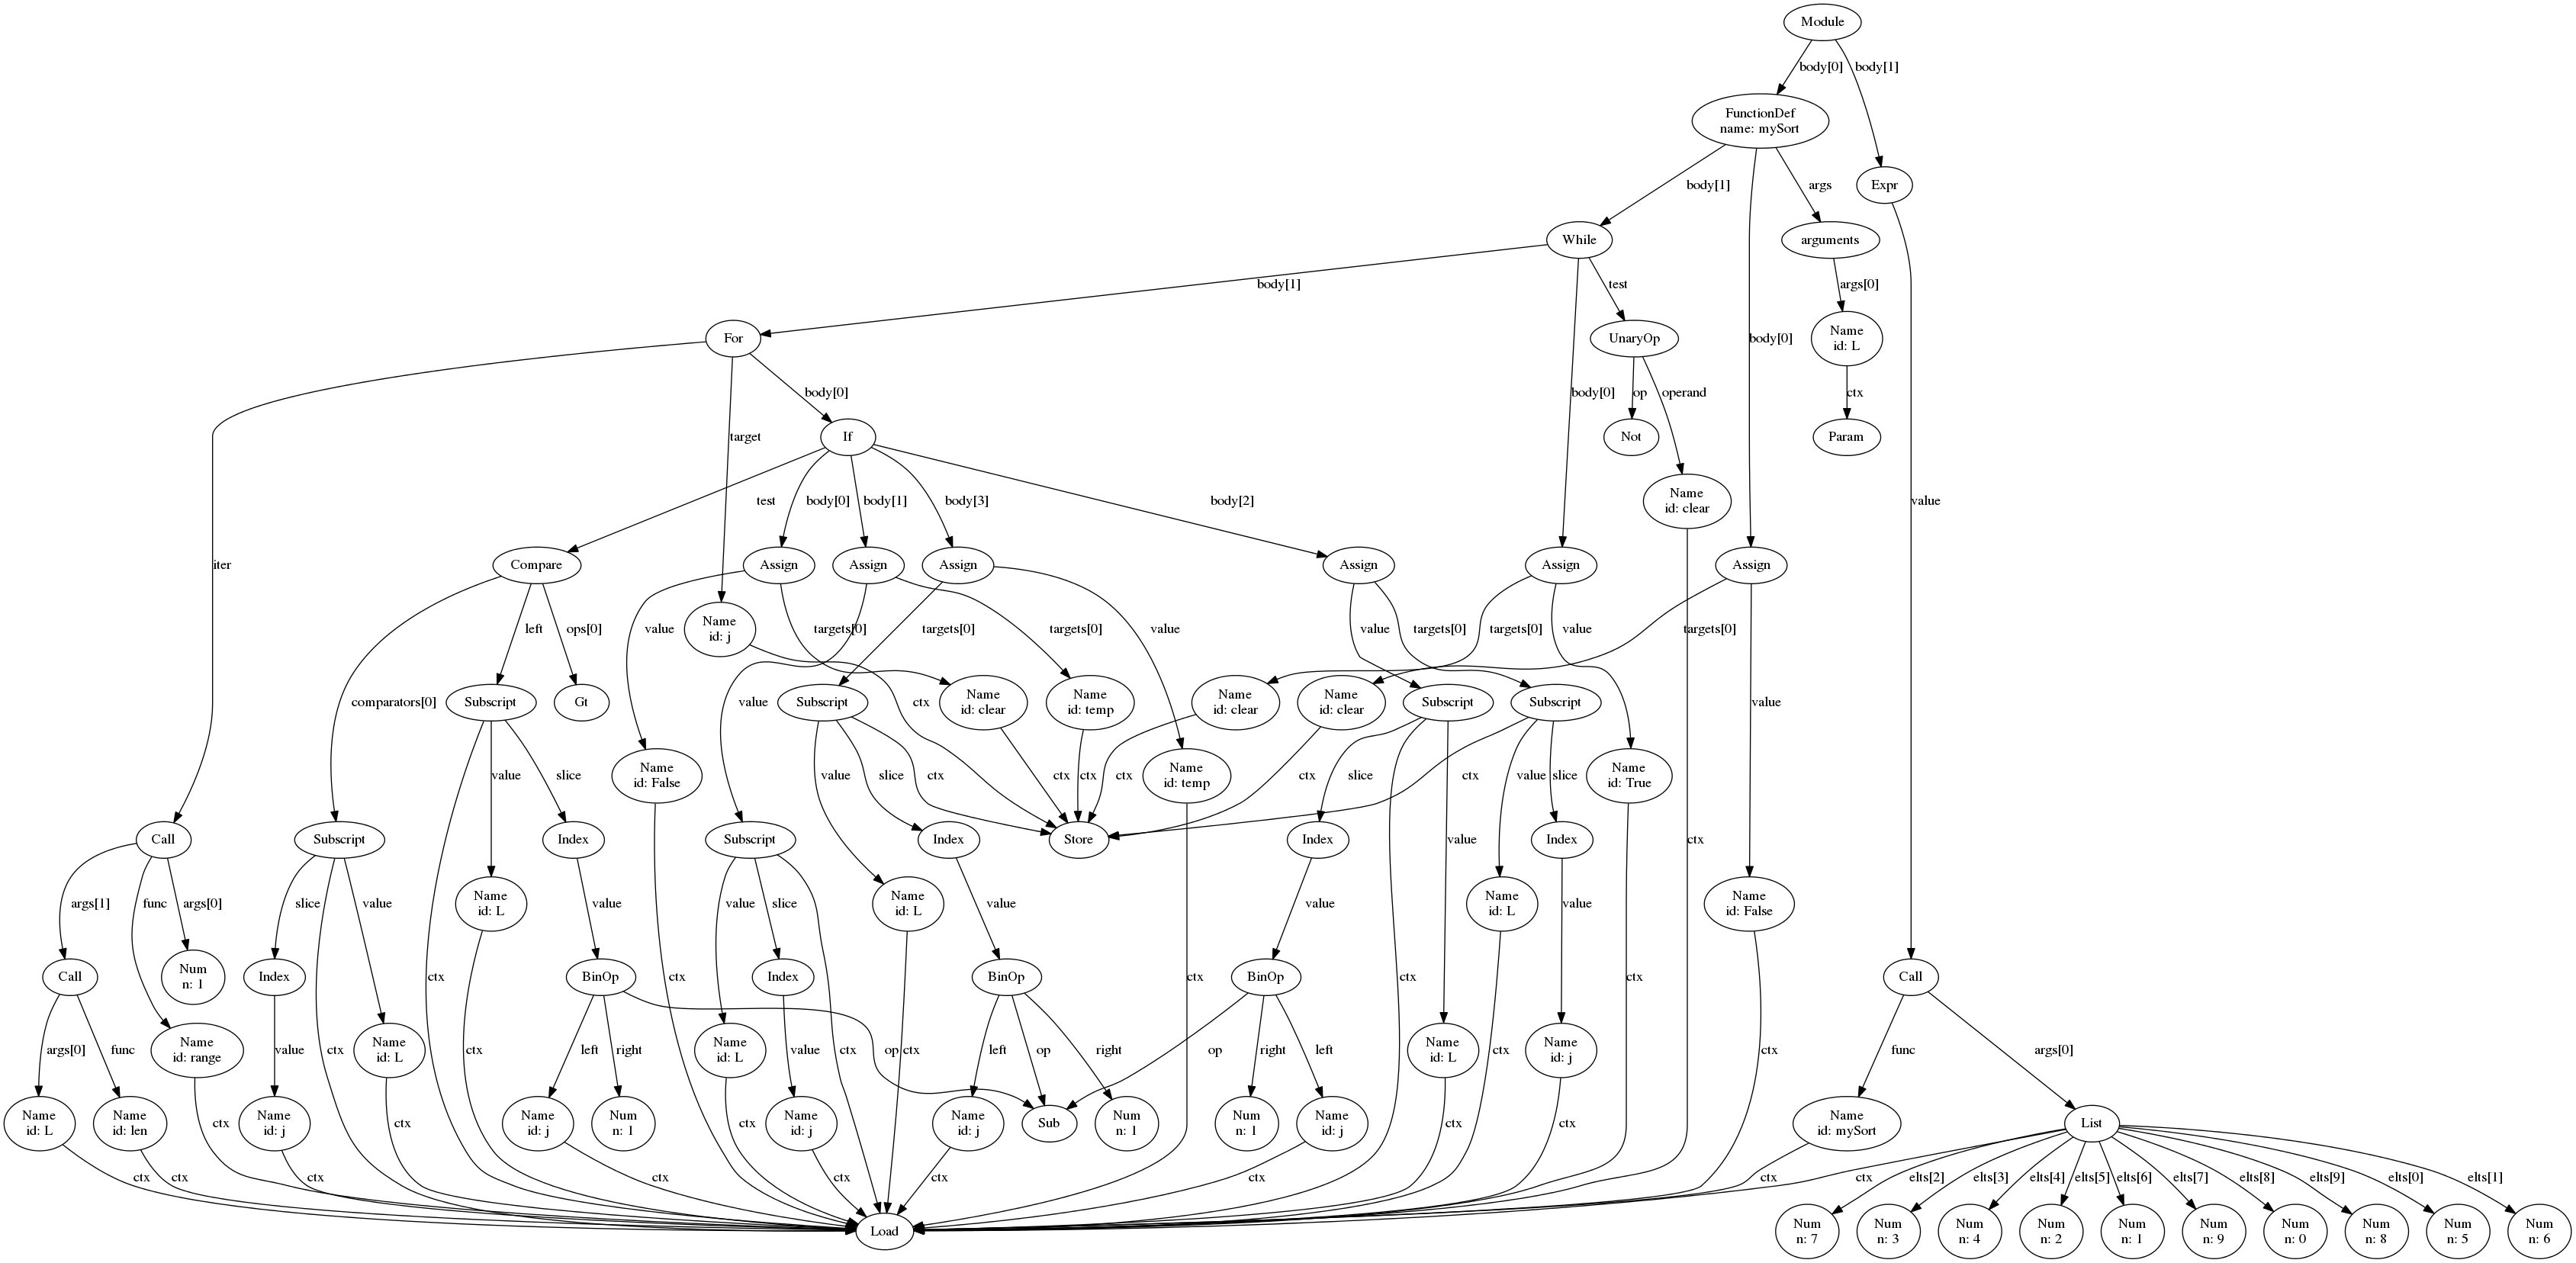 Module
body[0]
body[1]
FunctionDef
name: mySort
body[1]
args
Expr
While
arguments
body[1]
test
args[0]
For
UnaryOp
body[0]
Name
id: L
body[0]
body[0]
op
operand
ctx
target
If
Not
Param
test
body[0]
body[1]
body[3]
body[2]
Name
id: clear
value
iter
Compare
Assign
Assign
Assign
Assign
Assign
Assign
left
ops[0]
value
Name
id: j
targets[0]
targets[0]
targets[0]
value
value
targets[0]
targets[0]
value
targets[0]
comparators[0]
Subscript
Gt
value
Subscript
ctx
Name
id: clear
Name
id: temp
Name
id: clear
Name
id: clear
Subscript
Subscript
value
value
slice
Name
id: False
value
slice
ctx
ctx
ctx
ctx
Name
id: temp
ctx
slice
ctx
value
slice
Name
id: True
Call
Subscript
Index
Subscript
Index
Store
Index
value
Index
ctx
args[1]
func
args[0]
slice
value
Name
id: L
value
value
slice
Name
id: L
value
value
Name
id: L
value
Name
id: False
Call
Num
n: 1
Index
ctx
BinOp
ctx
Index
BinOp
ctx
BinOp
ctx
ctx
Call
args[0]
func
Name
id: range
value
ctx
Name
id: L
ctx
left
right
op
Name
id: L
value
ctx
ctx
left
op
right
op
right
left
Name
id: L
ctx
Name
id: j
ctx
func
args[0]
Name
id: L
Name
id: len
ctx
Name
id: j
ctx
Name
id: j
Num
n: 1
ctx
Name
id: j
Name
id: j
Sub
Num
n: 1
Num
n: 1
Name
id: j
ctx
ctx
Name
id: mySort
List
ctx
ctx
ctx
ctx
ctx
ctx
ctx
ctx
ctx
elts[2]
elts[3]
elts[4]
elts[5]
elts[6]
elts[7]
elts[8]
elts[9]
elts[0]
elts[1]
Load
Num
n: 7
Num
n: 3
Num
n: 4
Num
n: 2
Num
n: 1
Num
n: 9
Num
n: 0
Num
n: 8
Num
n: 5
Num
n: 6